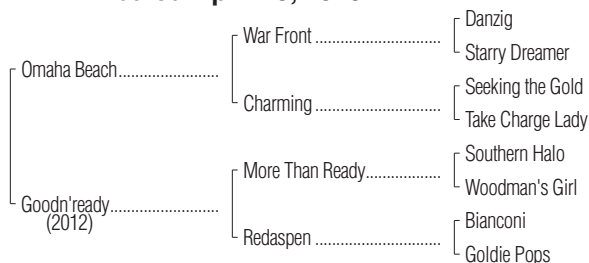 Omaha Beach......................
War Front .............................
Danzig
Starry Dreamer
Charming .............................
Seeking the Gold
Take Charge Lady
Goodn'ready........................
(2012)
More Than Ready.................
Southern Halo
Woodman's Girl
Redaspen .............................
Bianconi
Goldie Pops